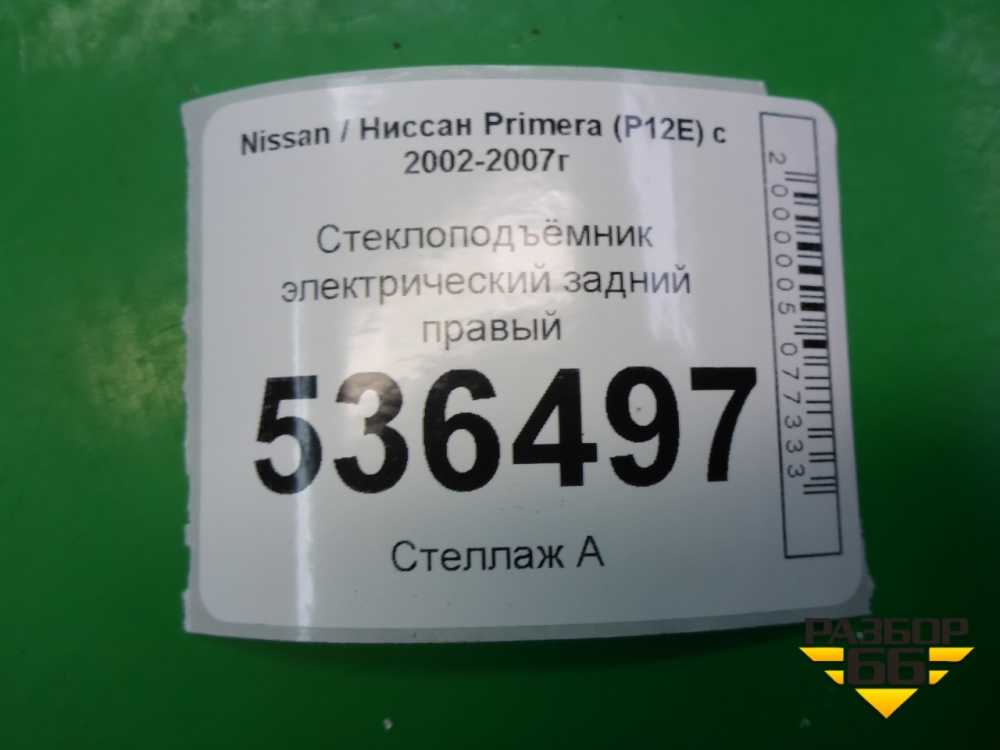 Nissan / Ниссан Primera (P12E) с
2002-2007г
Стеклоподъёмник
электрический задний
правый
536497
Стеллаж А
2000005077333
РАЗБОР
66